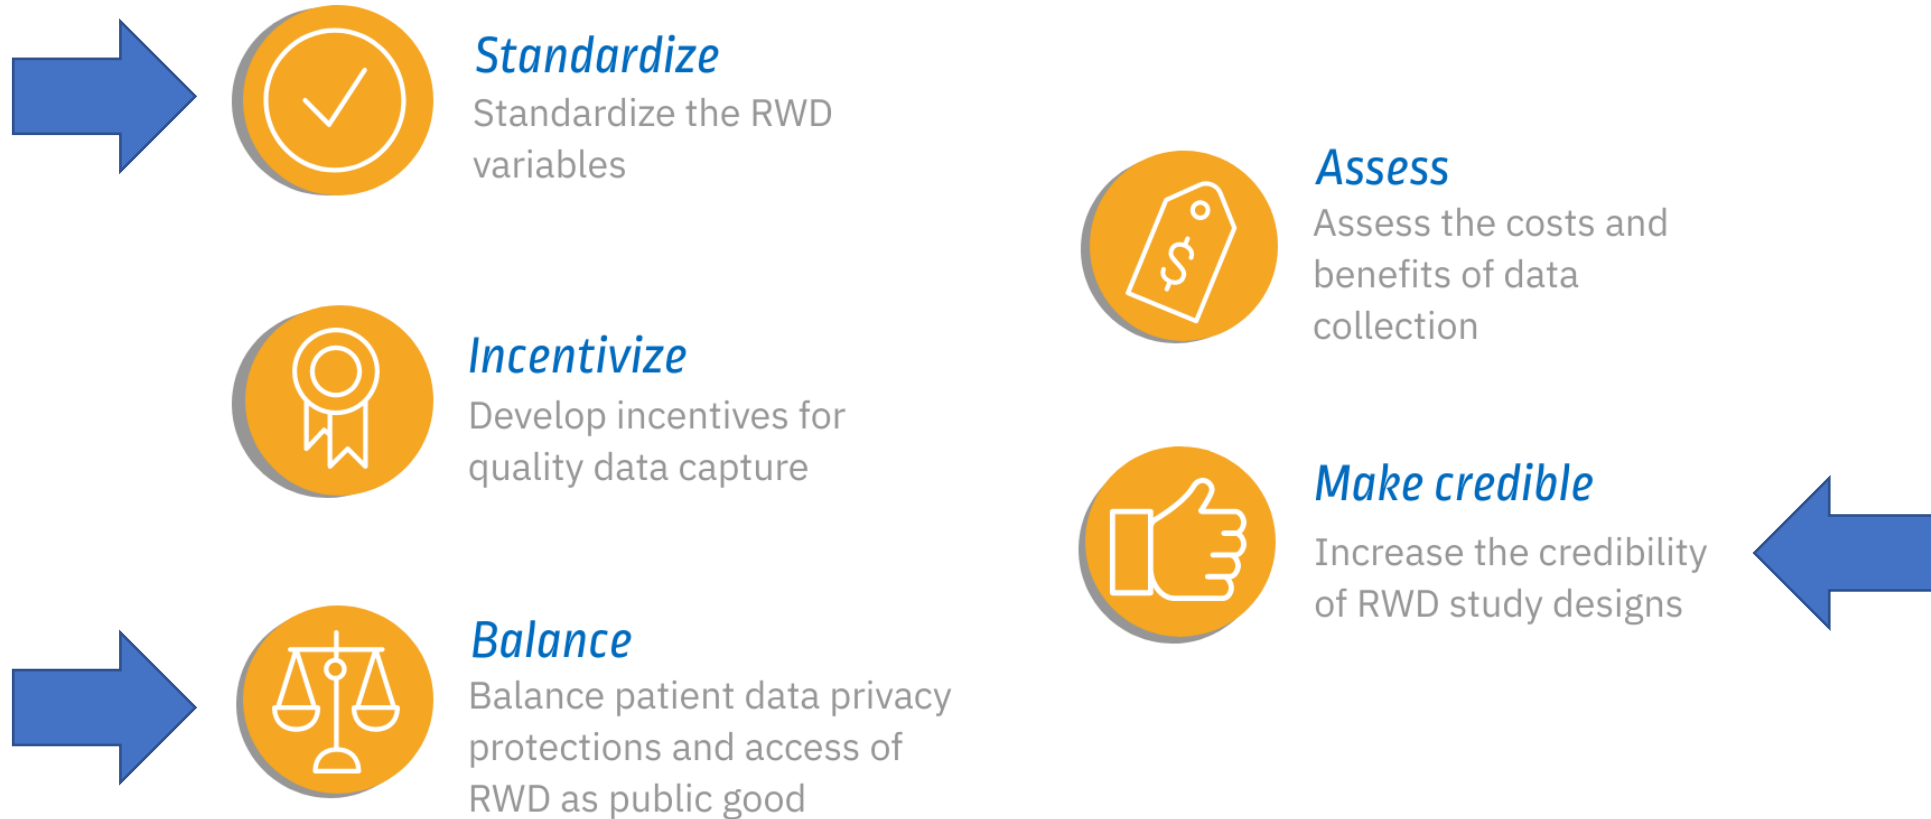 Standardize
Standardize the RWD
variables
Incentivize
Develop incentives for
quality data capture
Balance
Balance patient data privacy
protections and access of
RWD as public good
Assess
Assess the costs and
benefits of data
collection
$
Make credible
Increase the credibility
of RWD study designs